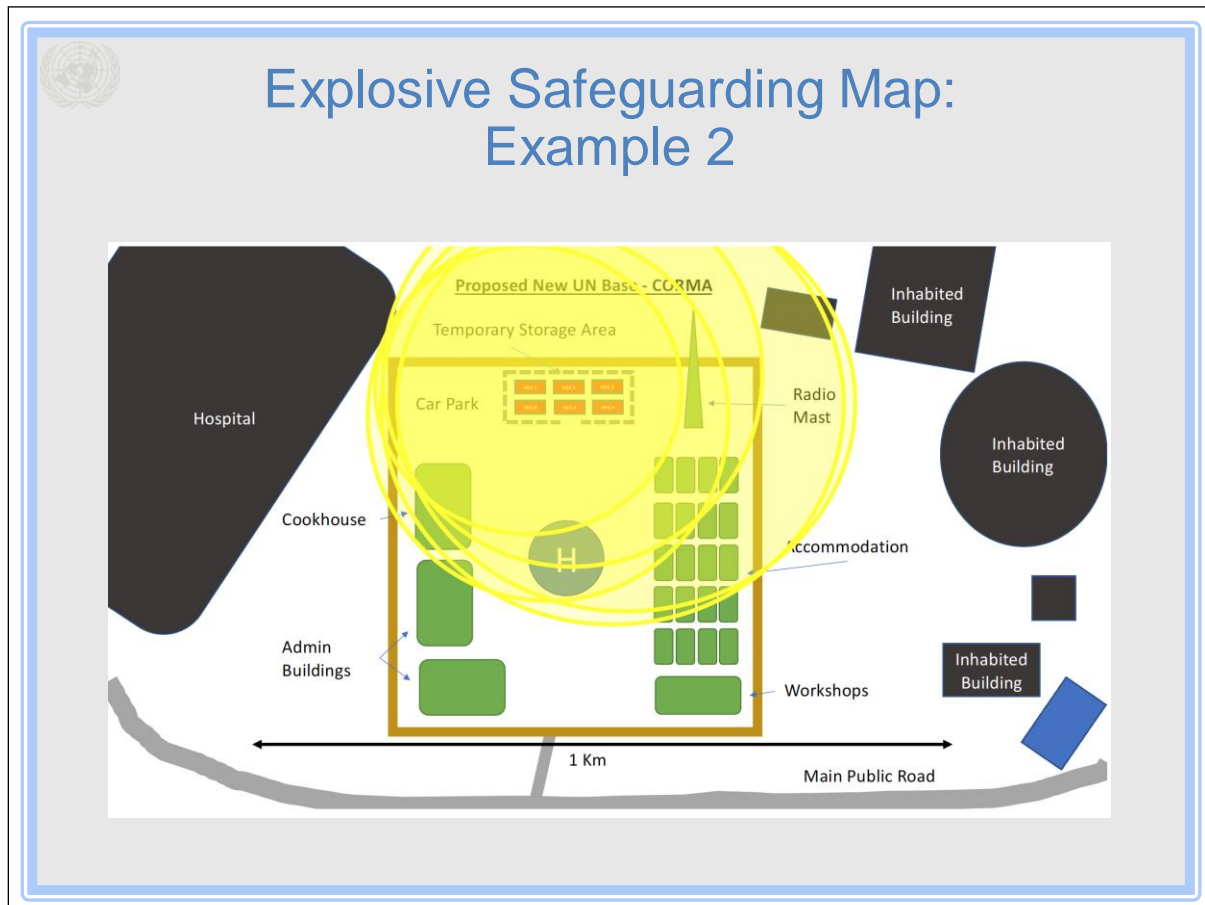 Explosive Safeguarding Map:
Example 2
Proposed New UN Base - CORMA
Temporary Storage Area
Car Park
Hospital
Radio
Mast
Inhabited
Building
Inhabited
Building
Cookhouse
H
Accommodation
Admin
Buildings
Inhabited
Building
Workshops
1 Km
Main Public Road